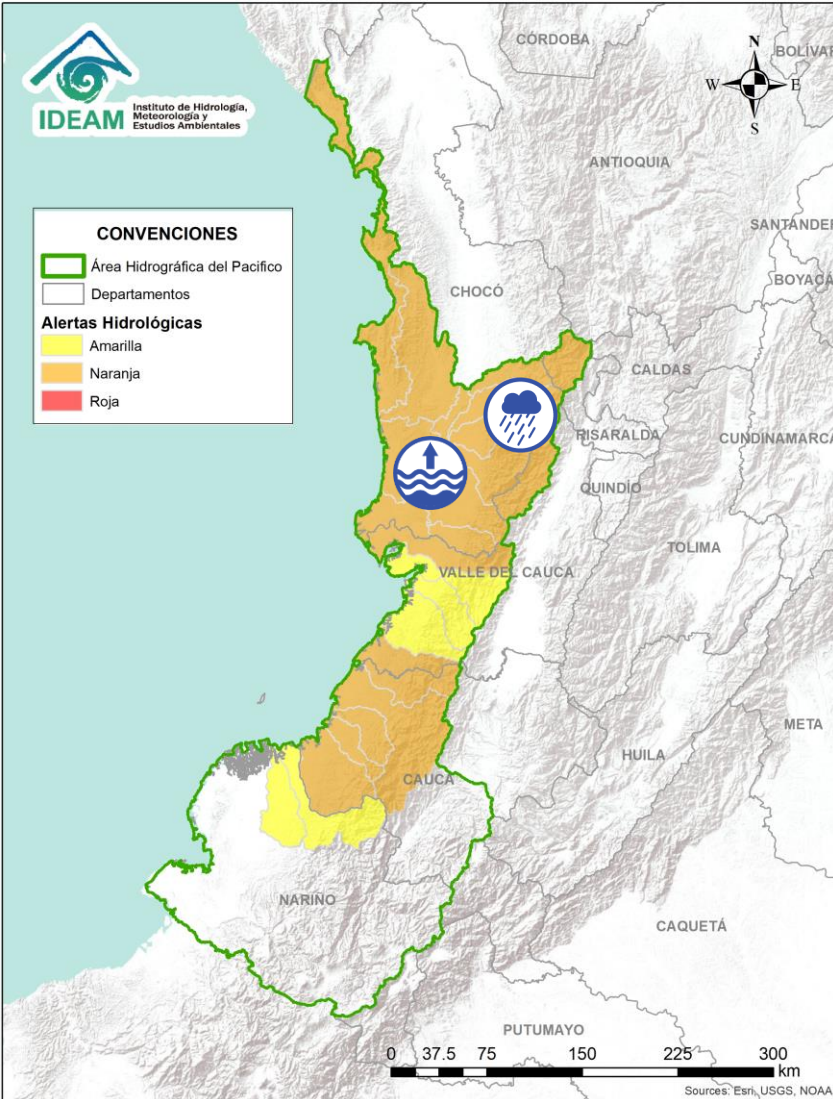 IDEAM
Instituto de Hidrología,
Meteorología y
Estudios Ambientales
CONVENCIONES
Área Hidrográfica del Pacifico
Departamentos
Alertas Hidrológicas
Amarilla
Naranja
Roja
N
W
E
S
CÓRDOBA
BOLÍVAR
ANTIOQUIA
SANTANDER
BOYACÁ
CHOCÓ
CALDAS
RISARALDA
CUNDINAMARCA
QUINDÍO
TOLIMA
VALLE DEL CAUCA
META
HUILA
CAUCA
NARIÑO
CAQUETÁ
PUTUMAYO
0 37.5 75 150 225 300
km
Sources: Esri, USGS, NOAA